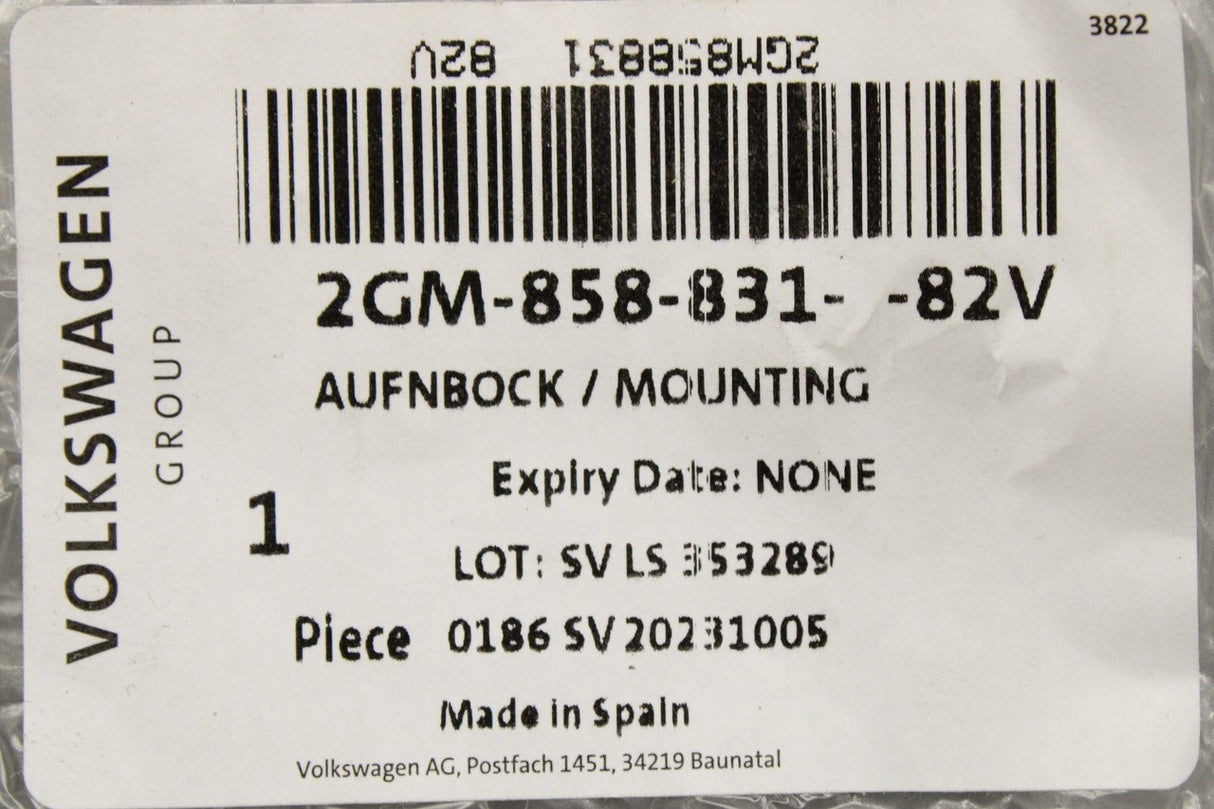 3822
2GM858831 82V
VOLKSWAGEN
GROUP
2GM-858-831- -82V
AUFNBOCK / MOUNTING
Expiry Date: NONE
1
LOT: SV LS 353289
Piece 0186 SV 20231005
Made in Spain
Volkswagen AG, Postfach 1451, 34219 Baunatal